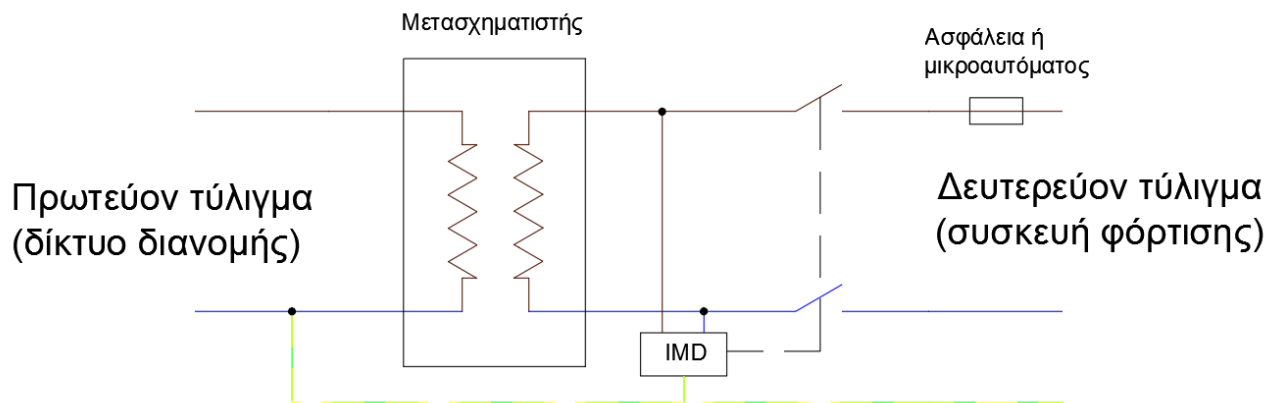 Μετασχηματιστής
Ασφάλεια ή
μικροαυτόματος
Πρωτεύον τύλιγμα
(δίκτυο διανομής)
Δευτερεύον τύλιγμα
(συσκευή φόρτισης)
IMD